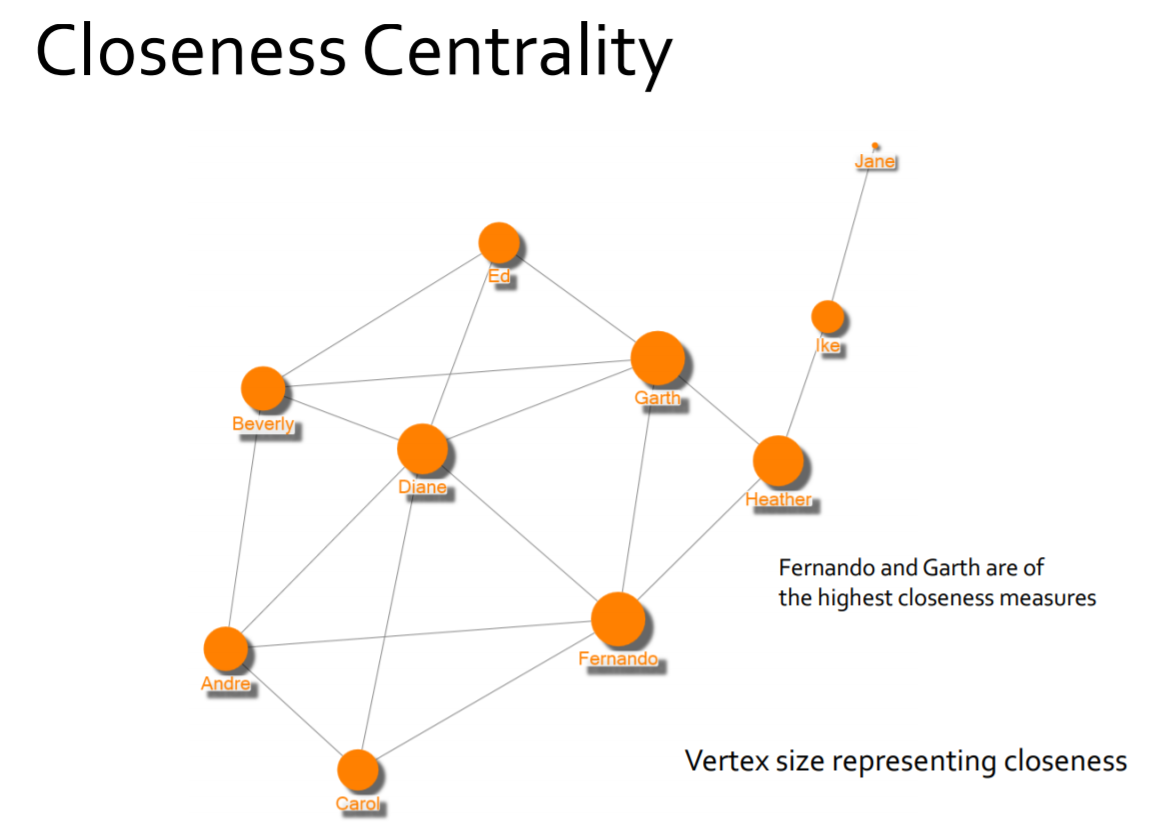 Closeness Centrality
Jane
Ed
Ike
Garth
Beverly
Diane
Heather
Fernando and Garth are of
the highest closeness measures
Fernando
Andre
Vertex size representing closeness
Carol